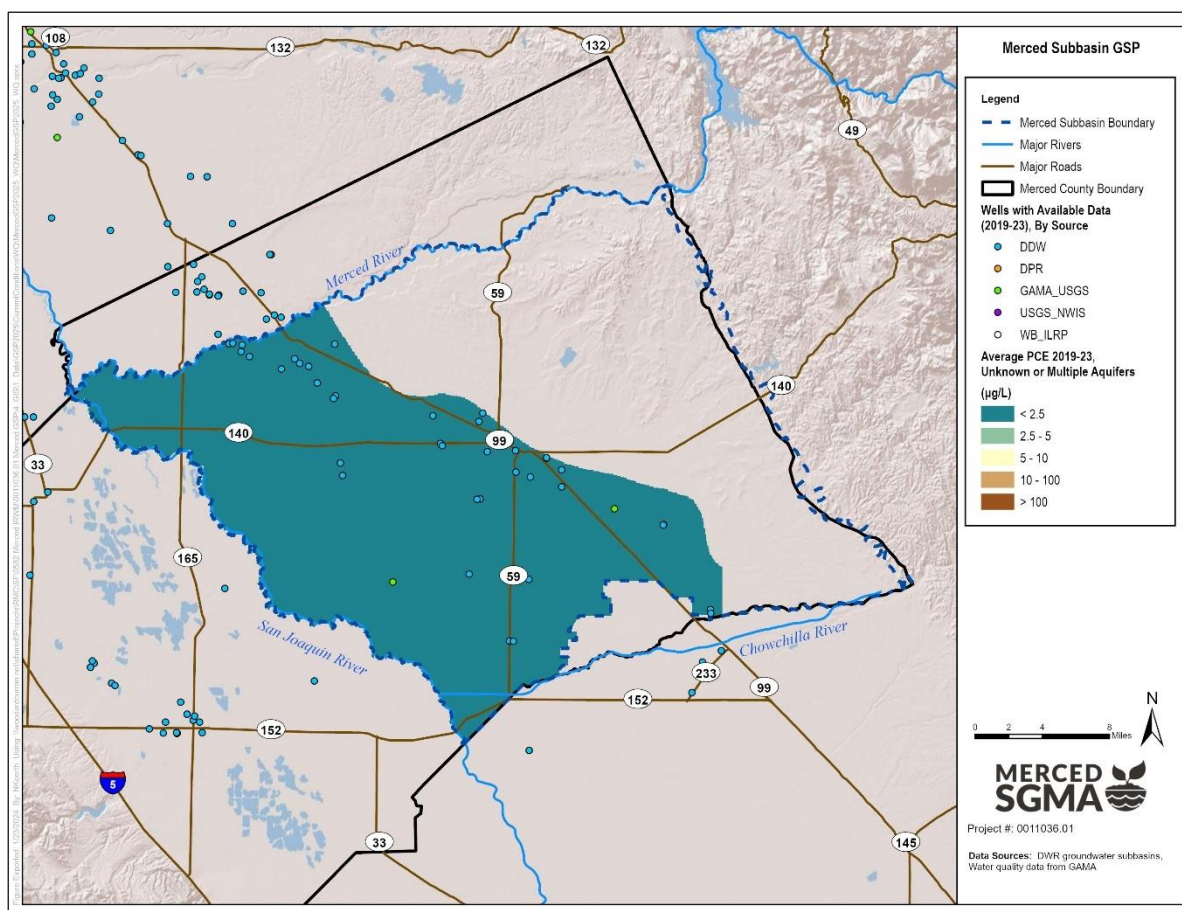 Merced Subbasin GSP
Legend
Merced Subbasin Boundary
Major Rivers
Major Roads
Merced County Boundary
Wells with Available Data
(2019-23), By Source
DDW
DPR
GAMA_USGS
USGS_NWIS
WB_ILRP
Average PCE 2019-23,
Unknown or Multiple Aquifers
(µg/L)
< 2.5
2.5 - 5
5 - 10
10 - 100
> 100
N
0 2 4 8
Miles
MERCED
SGMA
Project #: 0011036.01
Data Sources: DWR groundwater subbasins,
Water quality data from GAMA
108
132
132
49
Merced River
59
140
140
99
33
165
59
San Joaquin River
Chowchilla River
233
99
152
152
5
33
145